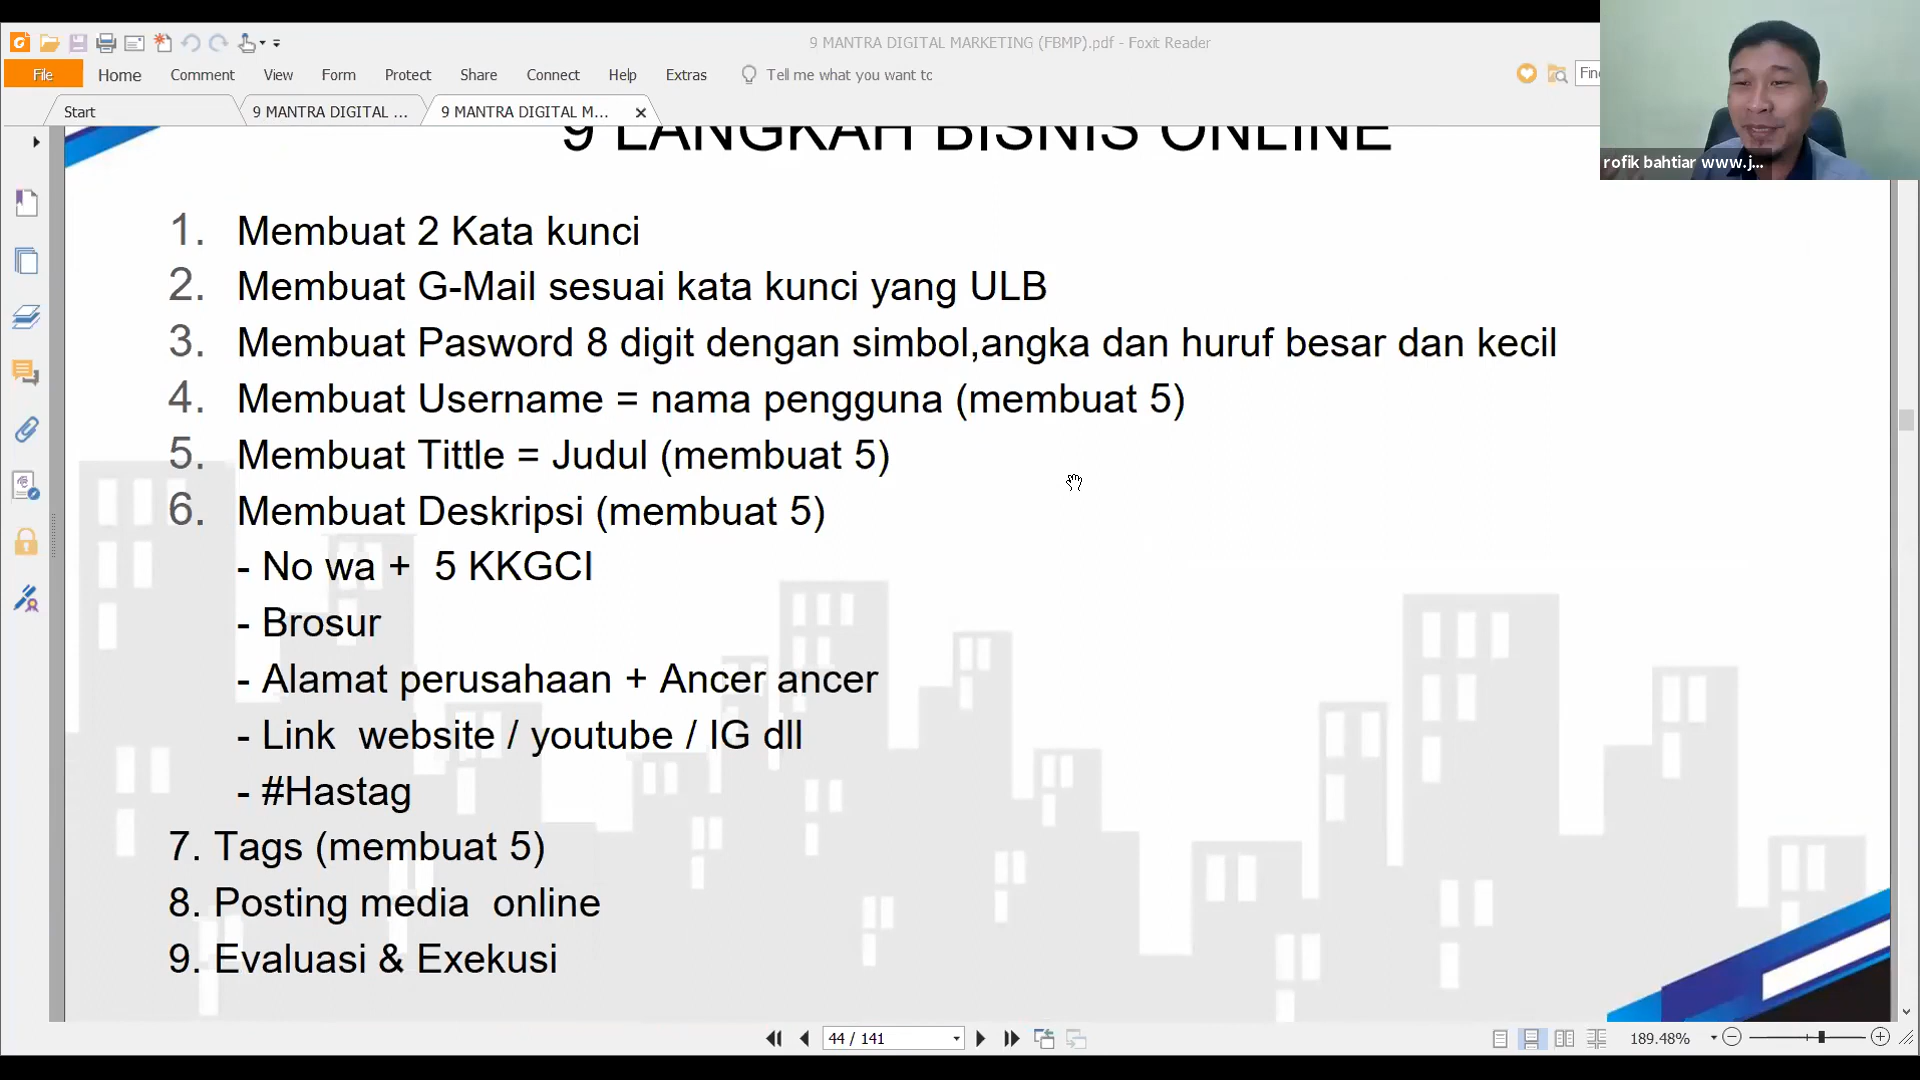 9 MANTRA DIGITAL MARKETING (FBMP).pdf - Foxit Reader
File Home Comment View Form Protect Share Connect Help Extras Tell me what you want to
Start 9 MANTRA DIGITAL ... 9 MANTRA DIGITAL M...
rofik bahtiar www.j...
9 LANGKAH BISNIS ONLINE
1. Membuat 2 Kata kunci
2. Membuat G-Mail sesuai kata kunci yang ULB
3. Membuat Pasword 8 digit dengan simbol,angka dan huruf besar dan kecil
4. Membuat Username = nama pengguna (membuat 5)
5. Membuat Tittle = Judul (membuat 5)
6. Membuat Deskripsi (membuat 5)
- No wa + 5 KKGCI
- Brosur
- Alamat perusahaan + Ancer ancer
- Link website / youtube / IG dll
- #Hastag
7. Tags (membuat 5)
8. Posting media online
9. Evaluasi & Exekusi
44 / 141
189.48%